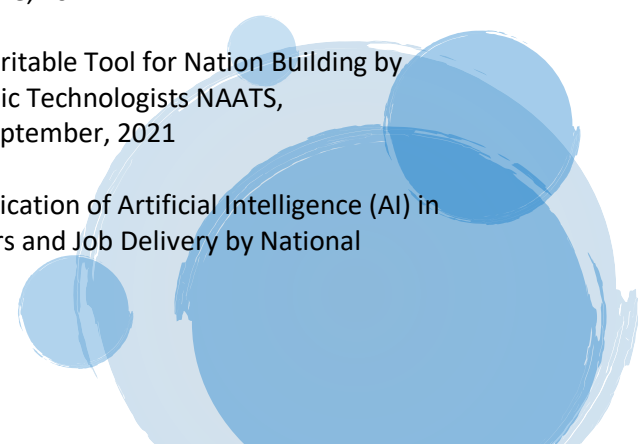 ritable Tool for Nation Building by
ic Technologists NAATS,
ptember, 2021
ication of Artificial Intelligence (AI) in
rs and Job Delivery by National